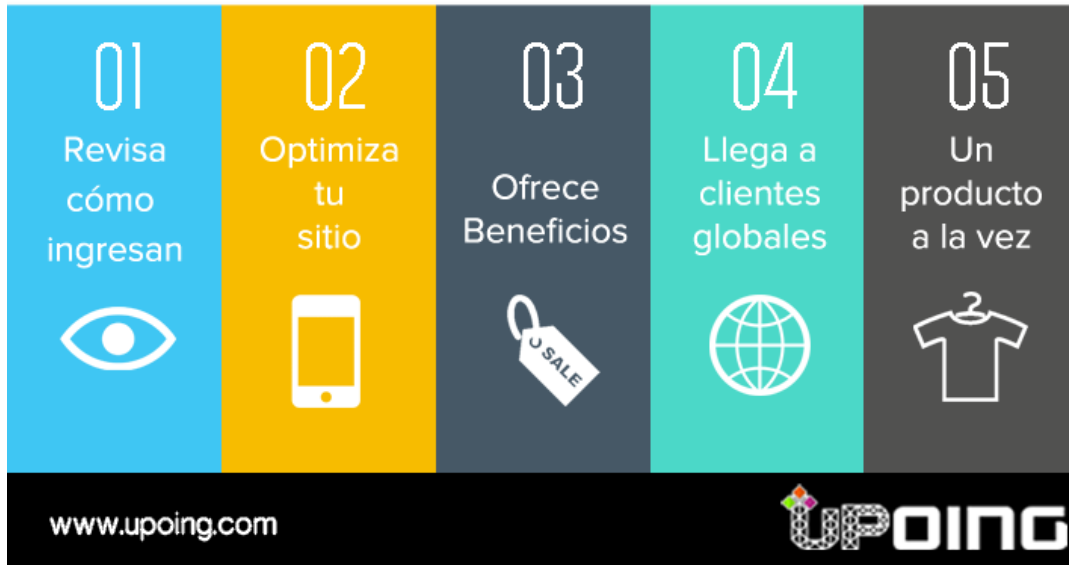 01
Revisa
cómo
ingresan
02
Optimiza
tu
sitio
03
Ofrece
Beneficios
SALE
04
Llega a
clientes
globales
05
Un
producto
a la vez
www.upoing.com
UPOING